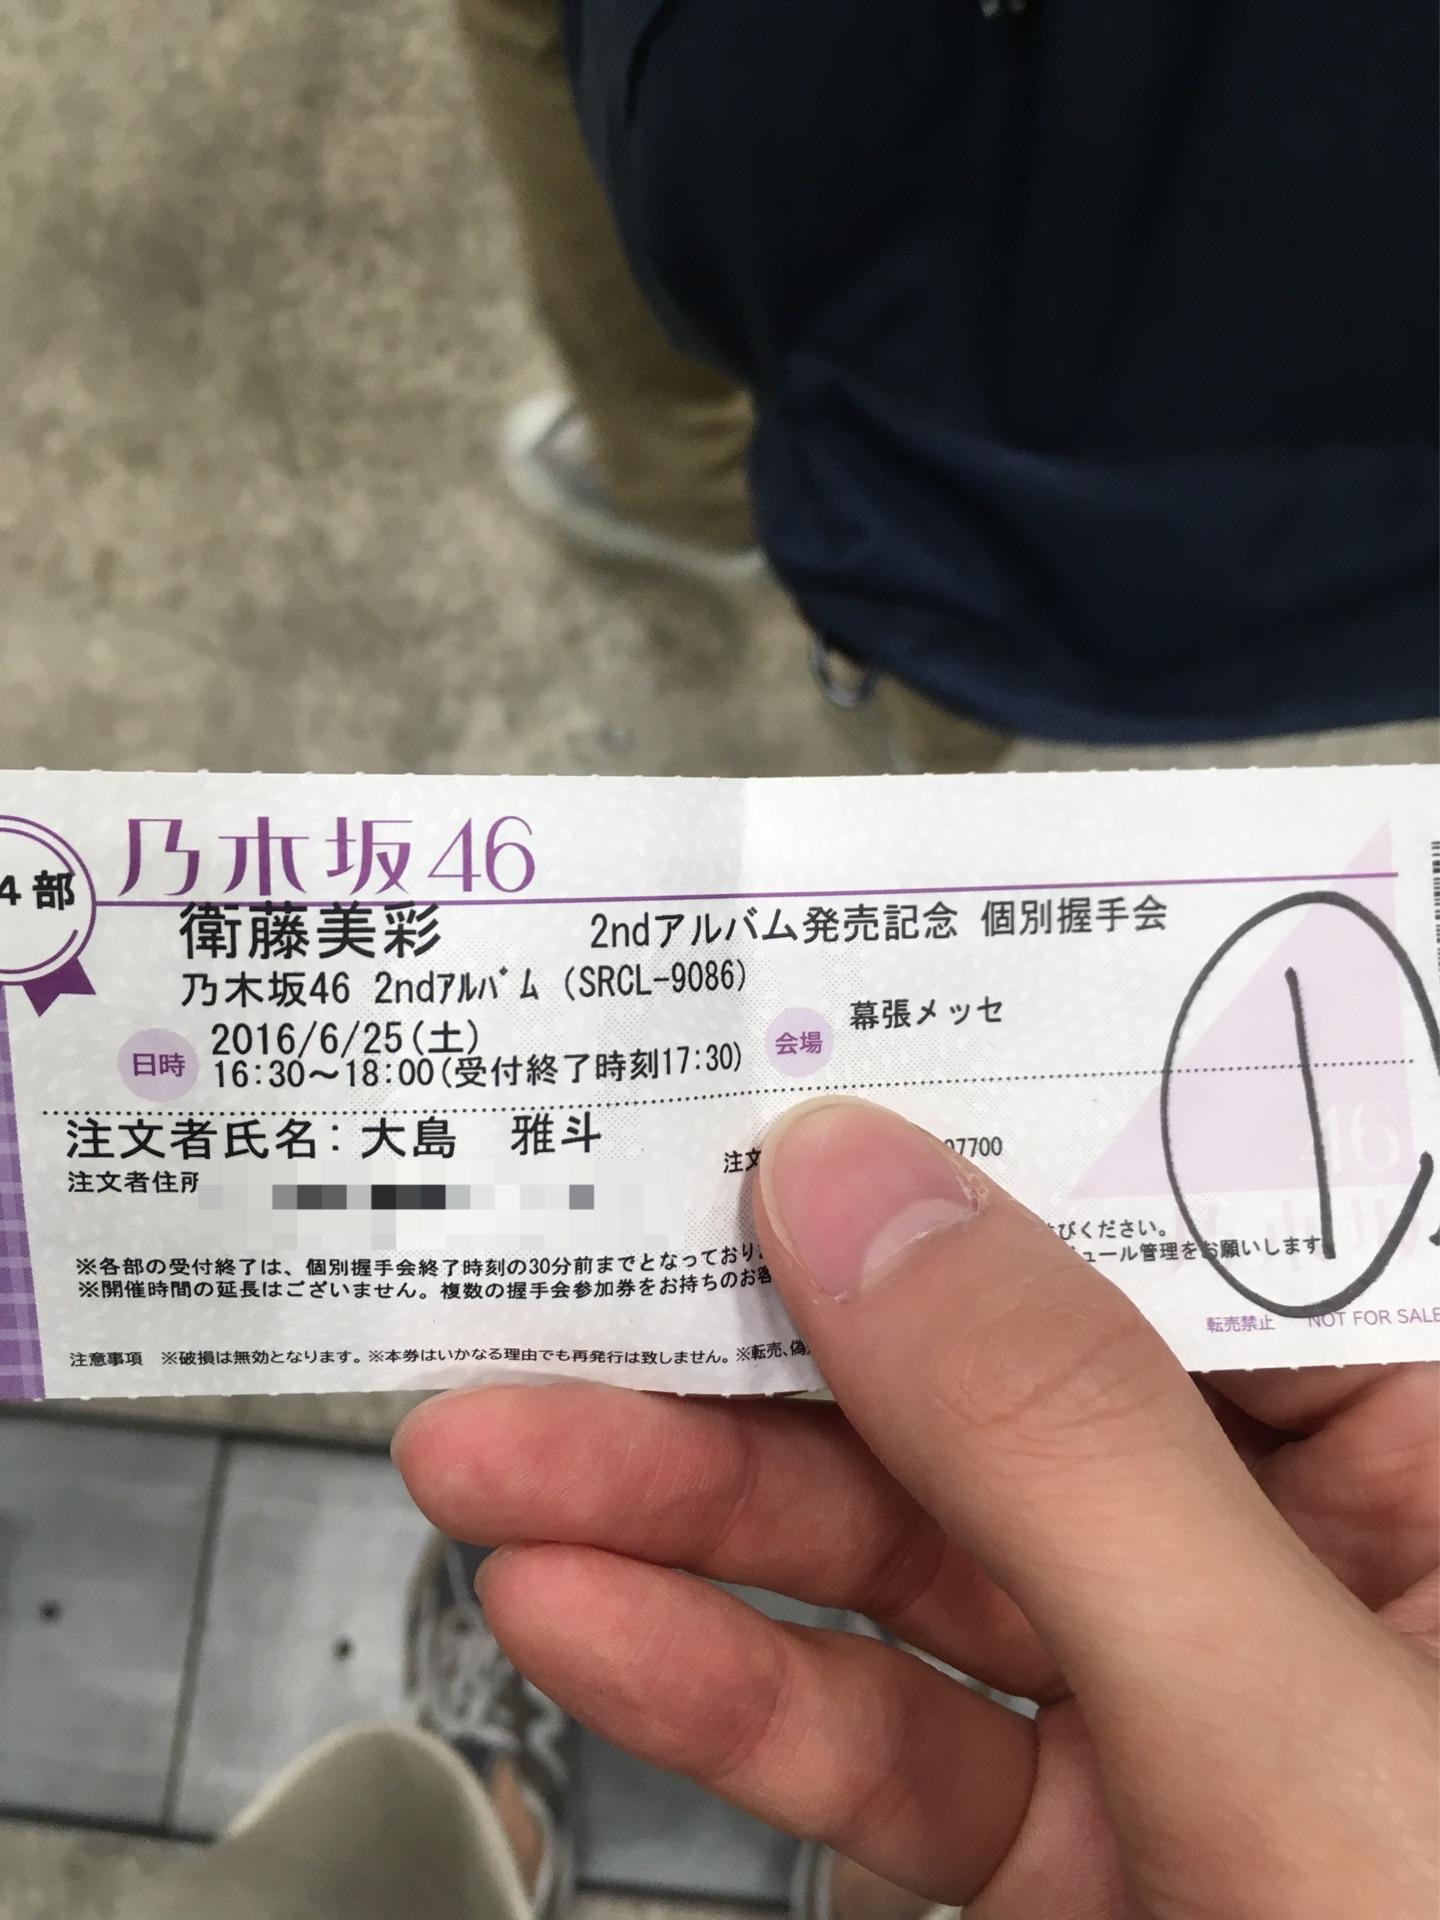 4部
乃木坂46
衛藤美彩 2ndアルバム発売記念 個別握手会
乃木坂46 2ndｱﾙﾊﾞﾑ (SRCL-9086)
日時 2016/6/25(土)
16:30～18:00(受付終了時刻17:30)
会場 幕張メッセ
注文者氏名: 大島 雅斗
注文者住所
注文 07700
※各部の受付終了は、個別握手会終了時刻の30分前までとなっており びください。
※開催時間の延長はございません。複数の握手会参加券をお持ちのお客 ュール管理をお願いします
1
46
転売禁止 NOT FOR SALE
注意事項 ※破損は無効となります。※本券はいかなる理由でも再発行は致しません。※転売、偽